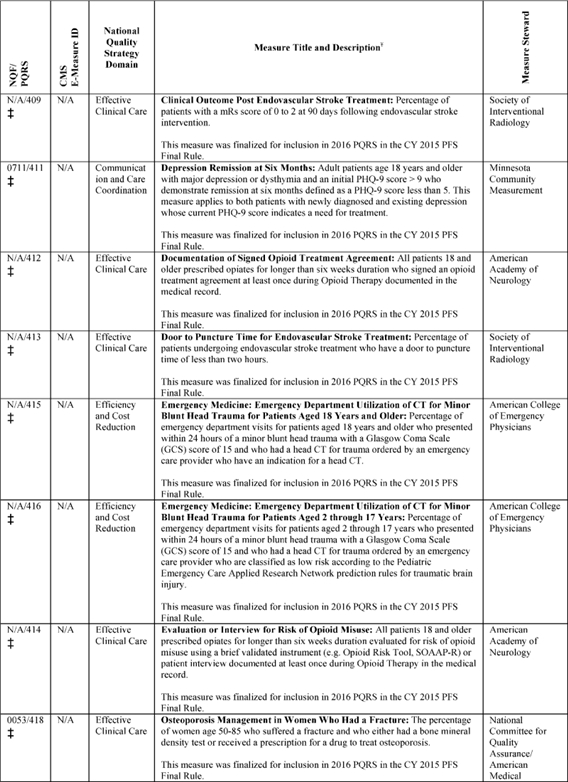 NQF/
PQRS
CMS
E-Measure ID
National
Quality
Strategy
Domain
Measure Title and Description¥
Measure Steward
N/A/409
‡
N/A
Effective
Clinical Care
Clinical Outcome Post Endovascular Stroke Treatment: Percentage of
patients with a mRs score of 0 to 2 at 90 days following endovascular stroke
intervention.
This measure was finalized for inclusion in 2016 PQRS in the CY 2015 PFS
Final Rule.
Society of
Interventional
Radiology
0711/411
‡
N/A
Communicat
ion and Care
Coordination
Depression Remission at Six Months: Adult patients age 18 years and older
with major depression or dysthymia and an initial PHQ-9 score > 9 who
demonstrate remission at six months defined as a PHQ-9 score less than 5. This
measure applies to both patients with newly diagnosed and existing depression
whose current PHQ-9 score indicates a need for treatment.
This measure was finalized for inclusion in 2016 PQRS in the CY 2015 PFS
Final Rule.
Minnesota
Community
Measurement
N/A/412
‡
N/A
Effective
Clinical Care
Documentation of Signed Opioid Treatment Agreement: All patients 18 and
older prescribed opiates for longer than six weeks duration who signed an opioid
treatment agreement at least once during Opioid Therapy documented in the
medical record.
This measure was finalized for inclusion in 2016 PQRS in the CY 2015 PFS
Final Rule.
American
Academy of
Neurology
N/A/413
‡
N/A
Effective
Clinical Care
Door to Puncture Time for Endovascular Stroke Treatment: Percentage of
patients undergoing endovascular stroke treatment who have a door to puncture
time of less than two hours.
This measure was finalized for inclusion in 2016 PQRS in the CY 2015 PFS
Final Rule.
Society of
Interventional
Radiology
N/A/415
‡
N/A
Efficiency
and Cost
Reduction
Emergency Medicine: Emergency Department Utilization of CT for Minor
Blunt Head Trauma for Patients Aged 18 Years and Older: Percentage of
emergency department visits for patients aged 18 years and older who presented
within 24 hours of a minor blunt head trauma with a Glasgow Coma Scale
(GCS) score of 15 and who had a head CT for trauma ordered by an emergency
care provider who have an indication for a head CT.
This measure was finalized for inclusion in 2016 PQRS in the CY 2015 PFS
Final Rule.
American College
of Emergency
Physicians
N/A/416
‡
N/A
Efficiency
and Cost
Reduction
Emergency Medicine: Emergency Department Utilization of CT for Minor
Blunt Head Trauma for Patients Aged 2 through 17 Years: Percentage of
emergency department visits for patients aged 2 through 17 years who presented
within 24 hours of a minor blunt head trauma with a Glasgow Coma Scale
(GCS) score of 15 and who had a head CT for trauma ordered by an emergency
care provider who are classified as low risk according to the Pediatric
Emergency Care Applied Research Network prediction rules for traumatic brain
injury.
This measure was finalized for inclusion in 2016 PQRS in the CY 2015 PFS
Final Rule.
American College
of Emergency
Physicians
N/A/414
‡
N/A
Effective
Clinical Care
Evaluation or Interview for Risk of Opioid Misuse: All patients 18 and older
prescribed opiates for longer than six weeks duration evaluated for risk of opioid
misuse using a brief validated instrument (e.g. Opioid Risk Tool, SOAAP-R) or
patient interview documented at least once during Opioid Therapy in the medical
record.
This measure was finalized for inclusion in 2016 PQRS in the CY 2015 PFS
Final Rule.
American
Academy of
Neurology
0053/418
‡
N/A
Effective
Clinical Care
Osteoporosis Management in Women Who Had a Fracture: The percentage
of women age 50-85 who suffered a fracture and who either had a bone mineral
density test or received a prescription for a drug to treat osteoporosis.
This measure was finalized for inclusion in 2016 PQRS in the CY 2015 PFS
Final Rule.
National
Committee for
Quality
Assurance/
American
Medical